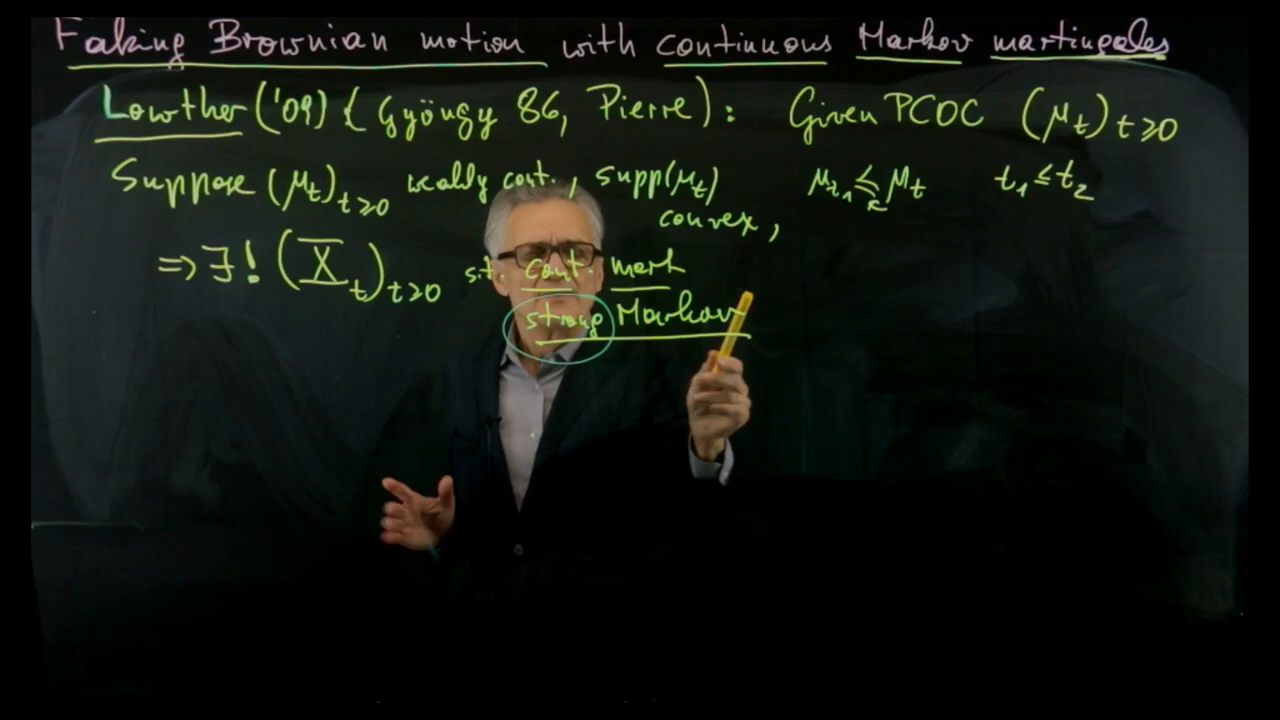 Faking Brownian motion with continuous Markov martingales
Lowther ('09) { Gyöngy 86, Pierre ) : Given PCOC (μt)t≥0
Suppose (μt)t≥0 weakly cont., supp(μt) μt₁ ≤c μt t₁ ≤ t₂
convex,
⇒ ∃! (Xt)t≥0 s.t. cont. mart
strong Markov